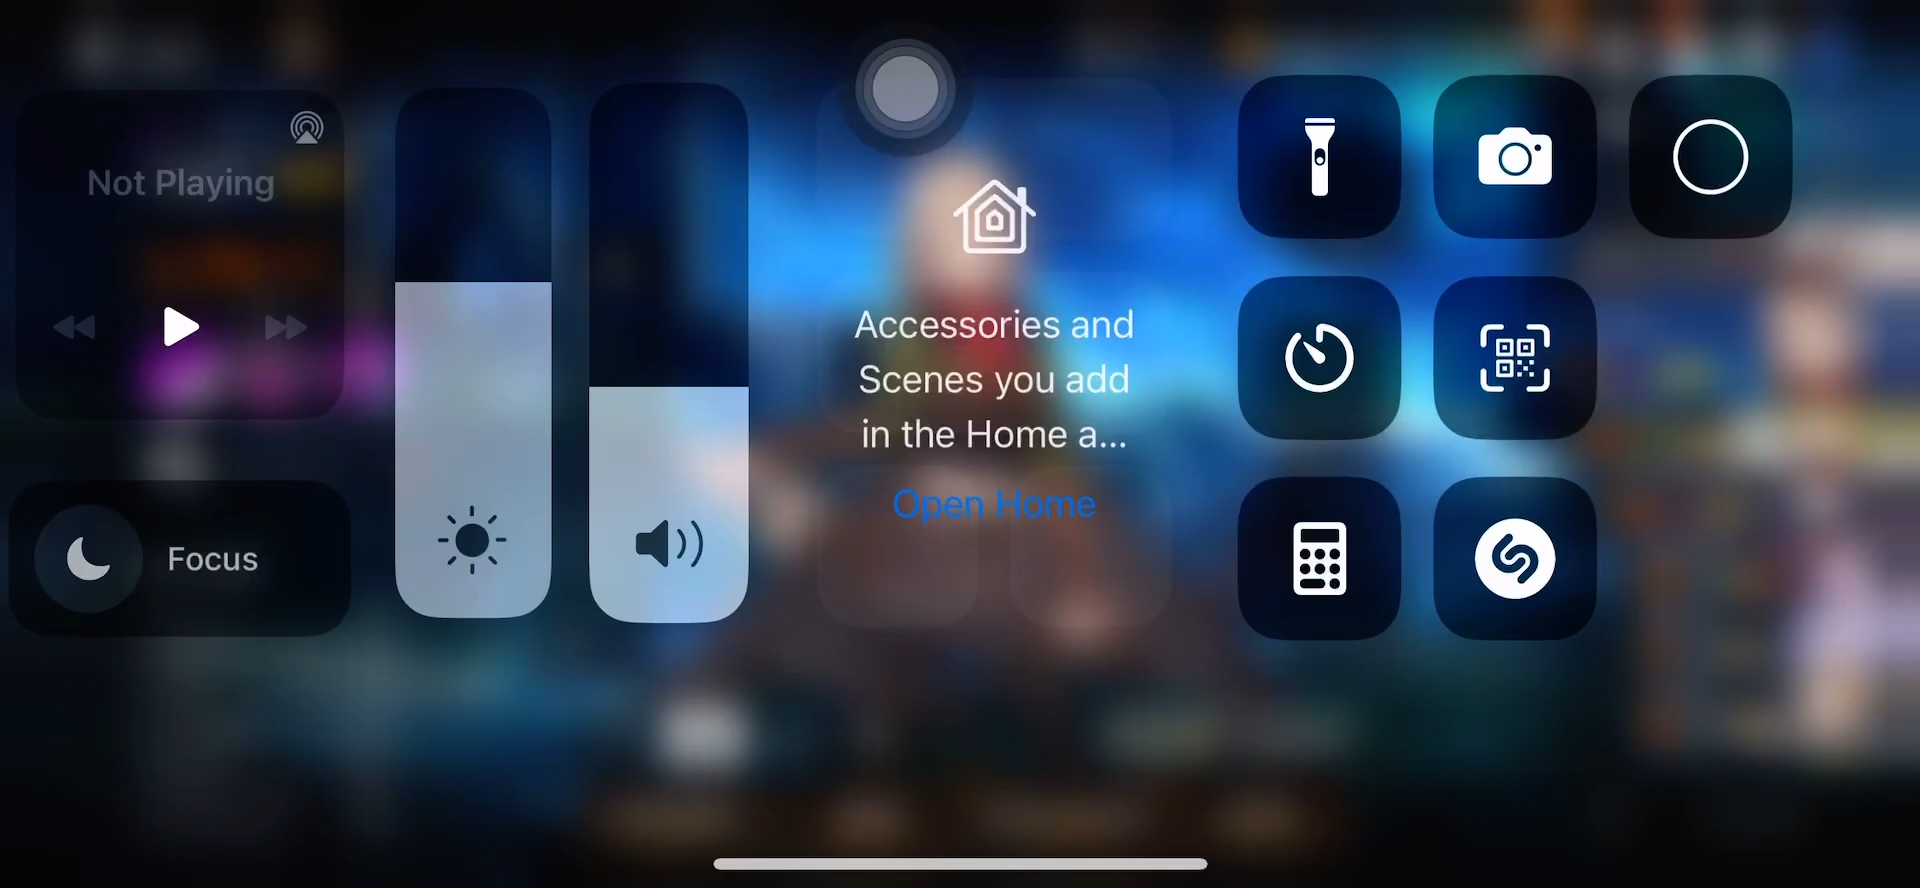 Not Playing
Focus
Accessories and
Scenes you add
in the Home a...
Open Home